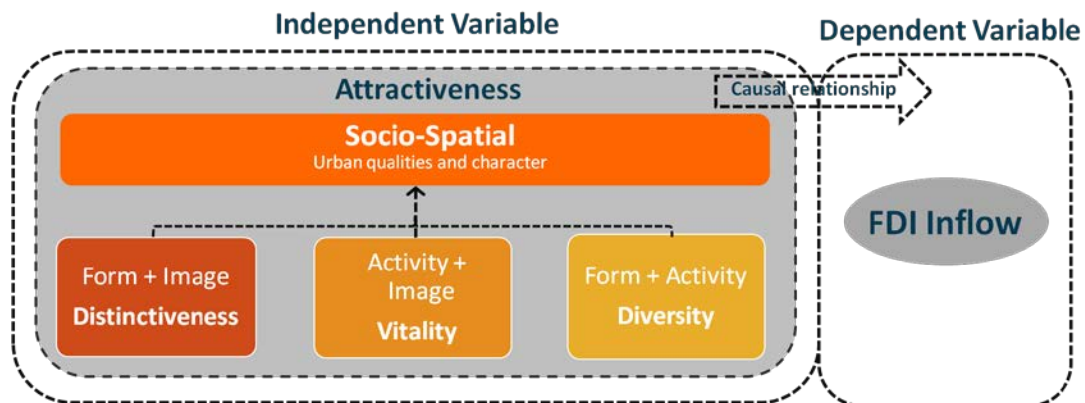 Independent Variable
Dependent Variable
Attractiveness
Causal relationship
Socio-Spatial
Urban qualities and character
Form + Image
Distinctiveness
Activity +
Image
Vitality
Form + Activity
Diversity
FDI Inflow